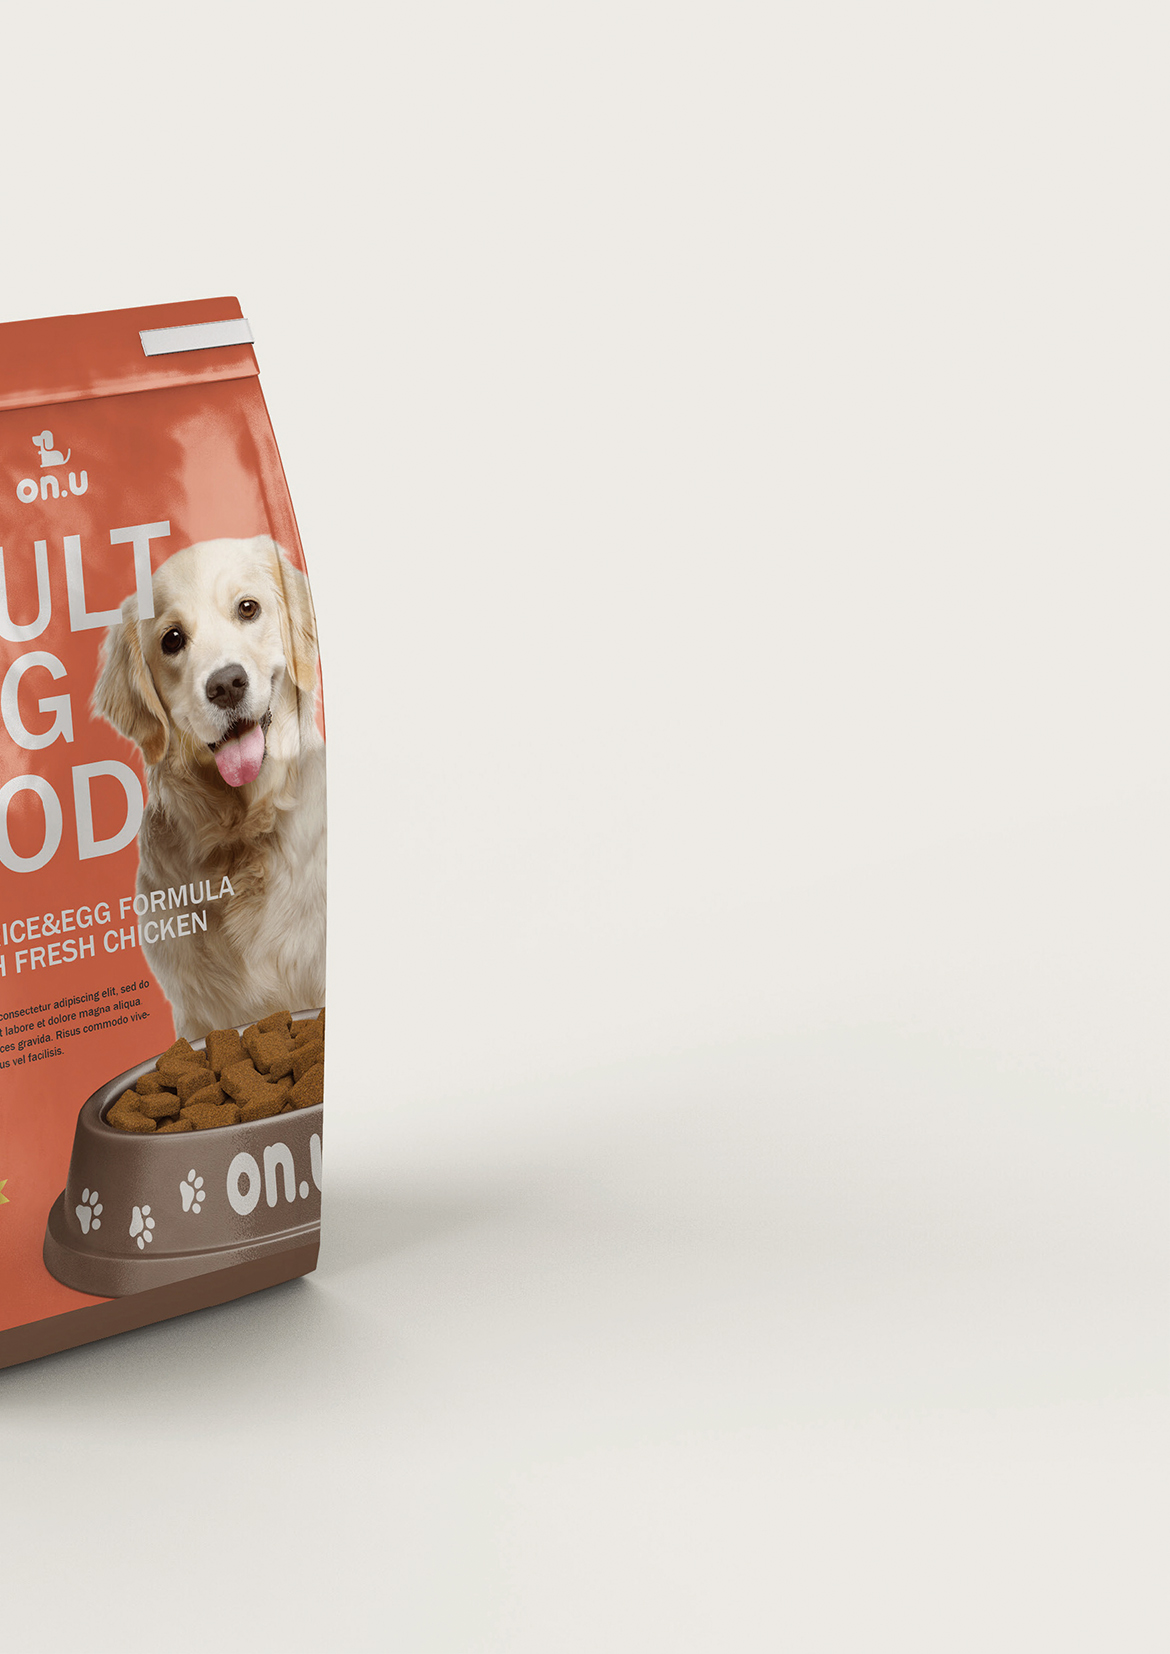 on.u
ULT
G
OD
ICE&EGG FORMULA
H FRESH CHICKEN
consectetur adipiscing elit, sed do
t labore et dolore magna aliqua
ces gravida. Risus commodo vive-
us vel facilisis.
on.u